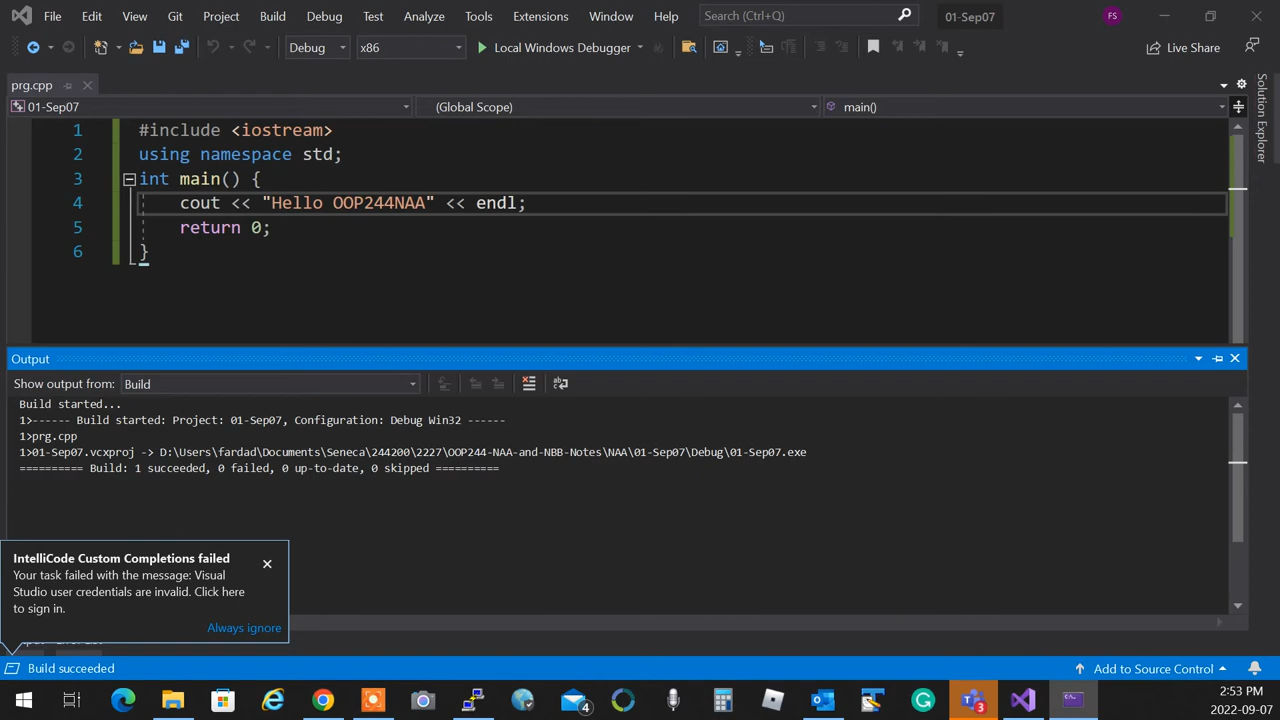 File Edit View Git Project Build Debug Test Analyze Tools Extensions Window Help Search (Ctrl+Q) 01-Sep07 FS
Debug x86 Local Windows Debugger Live Share
prg.cpp
01-Sep07 (Global Scope) main()
Solution Explorer
1 #include <iostream>
2 using namespace std;
3 int main() {
4 cout << "Hello OOP244NAA" << endl;
5 return 0;
6 }
Output
Show output from: Build
Build started...
1>------ Build started: Project: 01-Sep07, Configuration: Debug Win32 ------
1>prg.cpp
1>01-Sep07.vcxproj -> D:\Users\fardad\Documents\Seneca\244200\2227\OOP244-NAA-and-NBB-Notes\NAA\01-Sep07\Debug\01-Sep07.exe
========== Build: 1 succeeded, 0 failed, 0 up-to-date, 0 skipped ==========
IntelliCode Custom Completions failed
Your task failed with the message: Visual
Studio user credentials are invalid. Click here
to sign in.
Always ignore
Build succeeded Add to Source Control
4 3 2:53 PM
2022-09-07